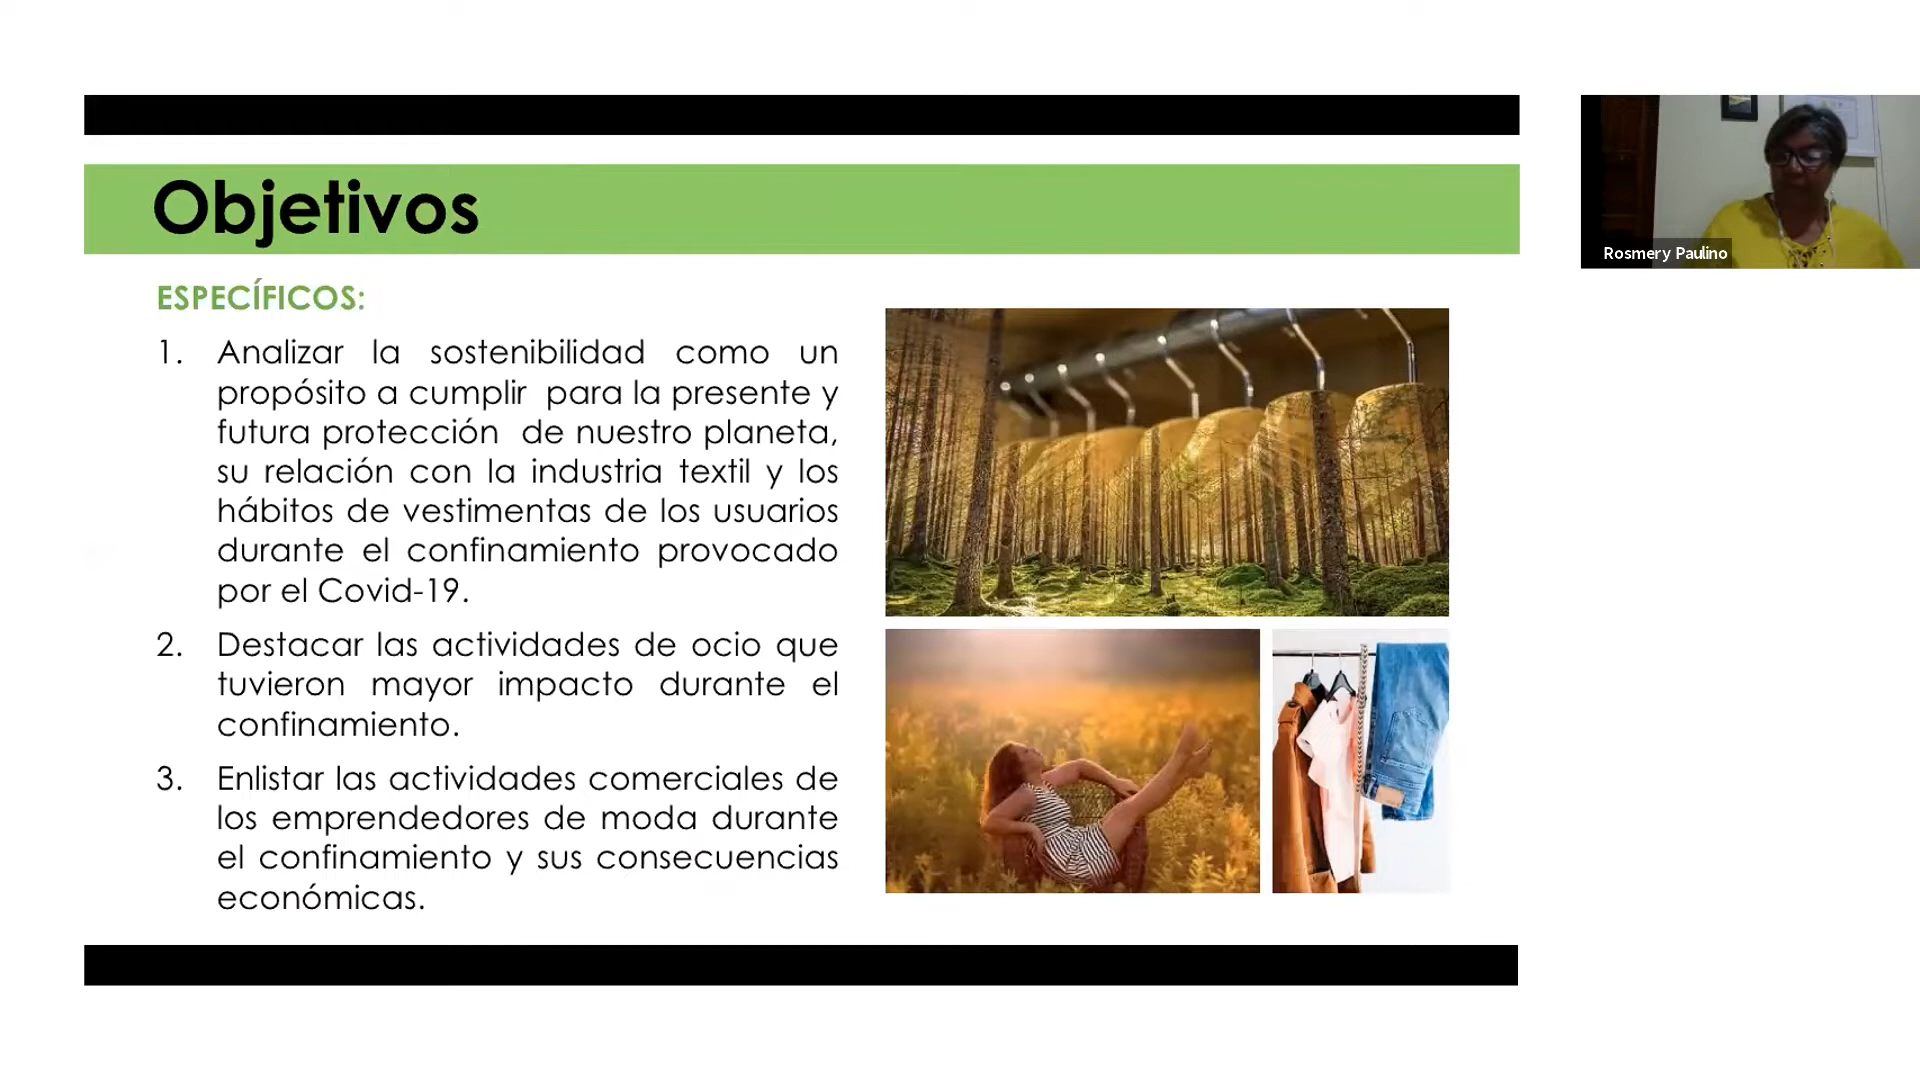 Objetivos
ESPECÍFICOS:
1. Analizar la sostenibilidad como un
propósito a cumplir para la presente y
futura protección de nuestro planeta,
su relación con la industria textil y los
hábitos de vestimentas de los usuarios
durante el confinamiento provocado
por el Covid-19.
2. Destacar las actividades de ocio que
tuvieron mayor impacto durante el
confinamiento.
3. Enlistar las actividades comerciales de
los emprendedores de moda durante
el confinamiento y sus consecuencias
económicas.
Rosmery Paulino